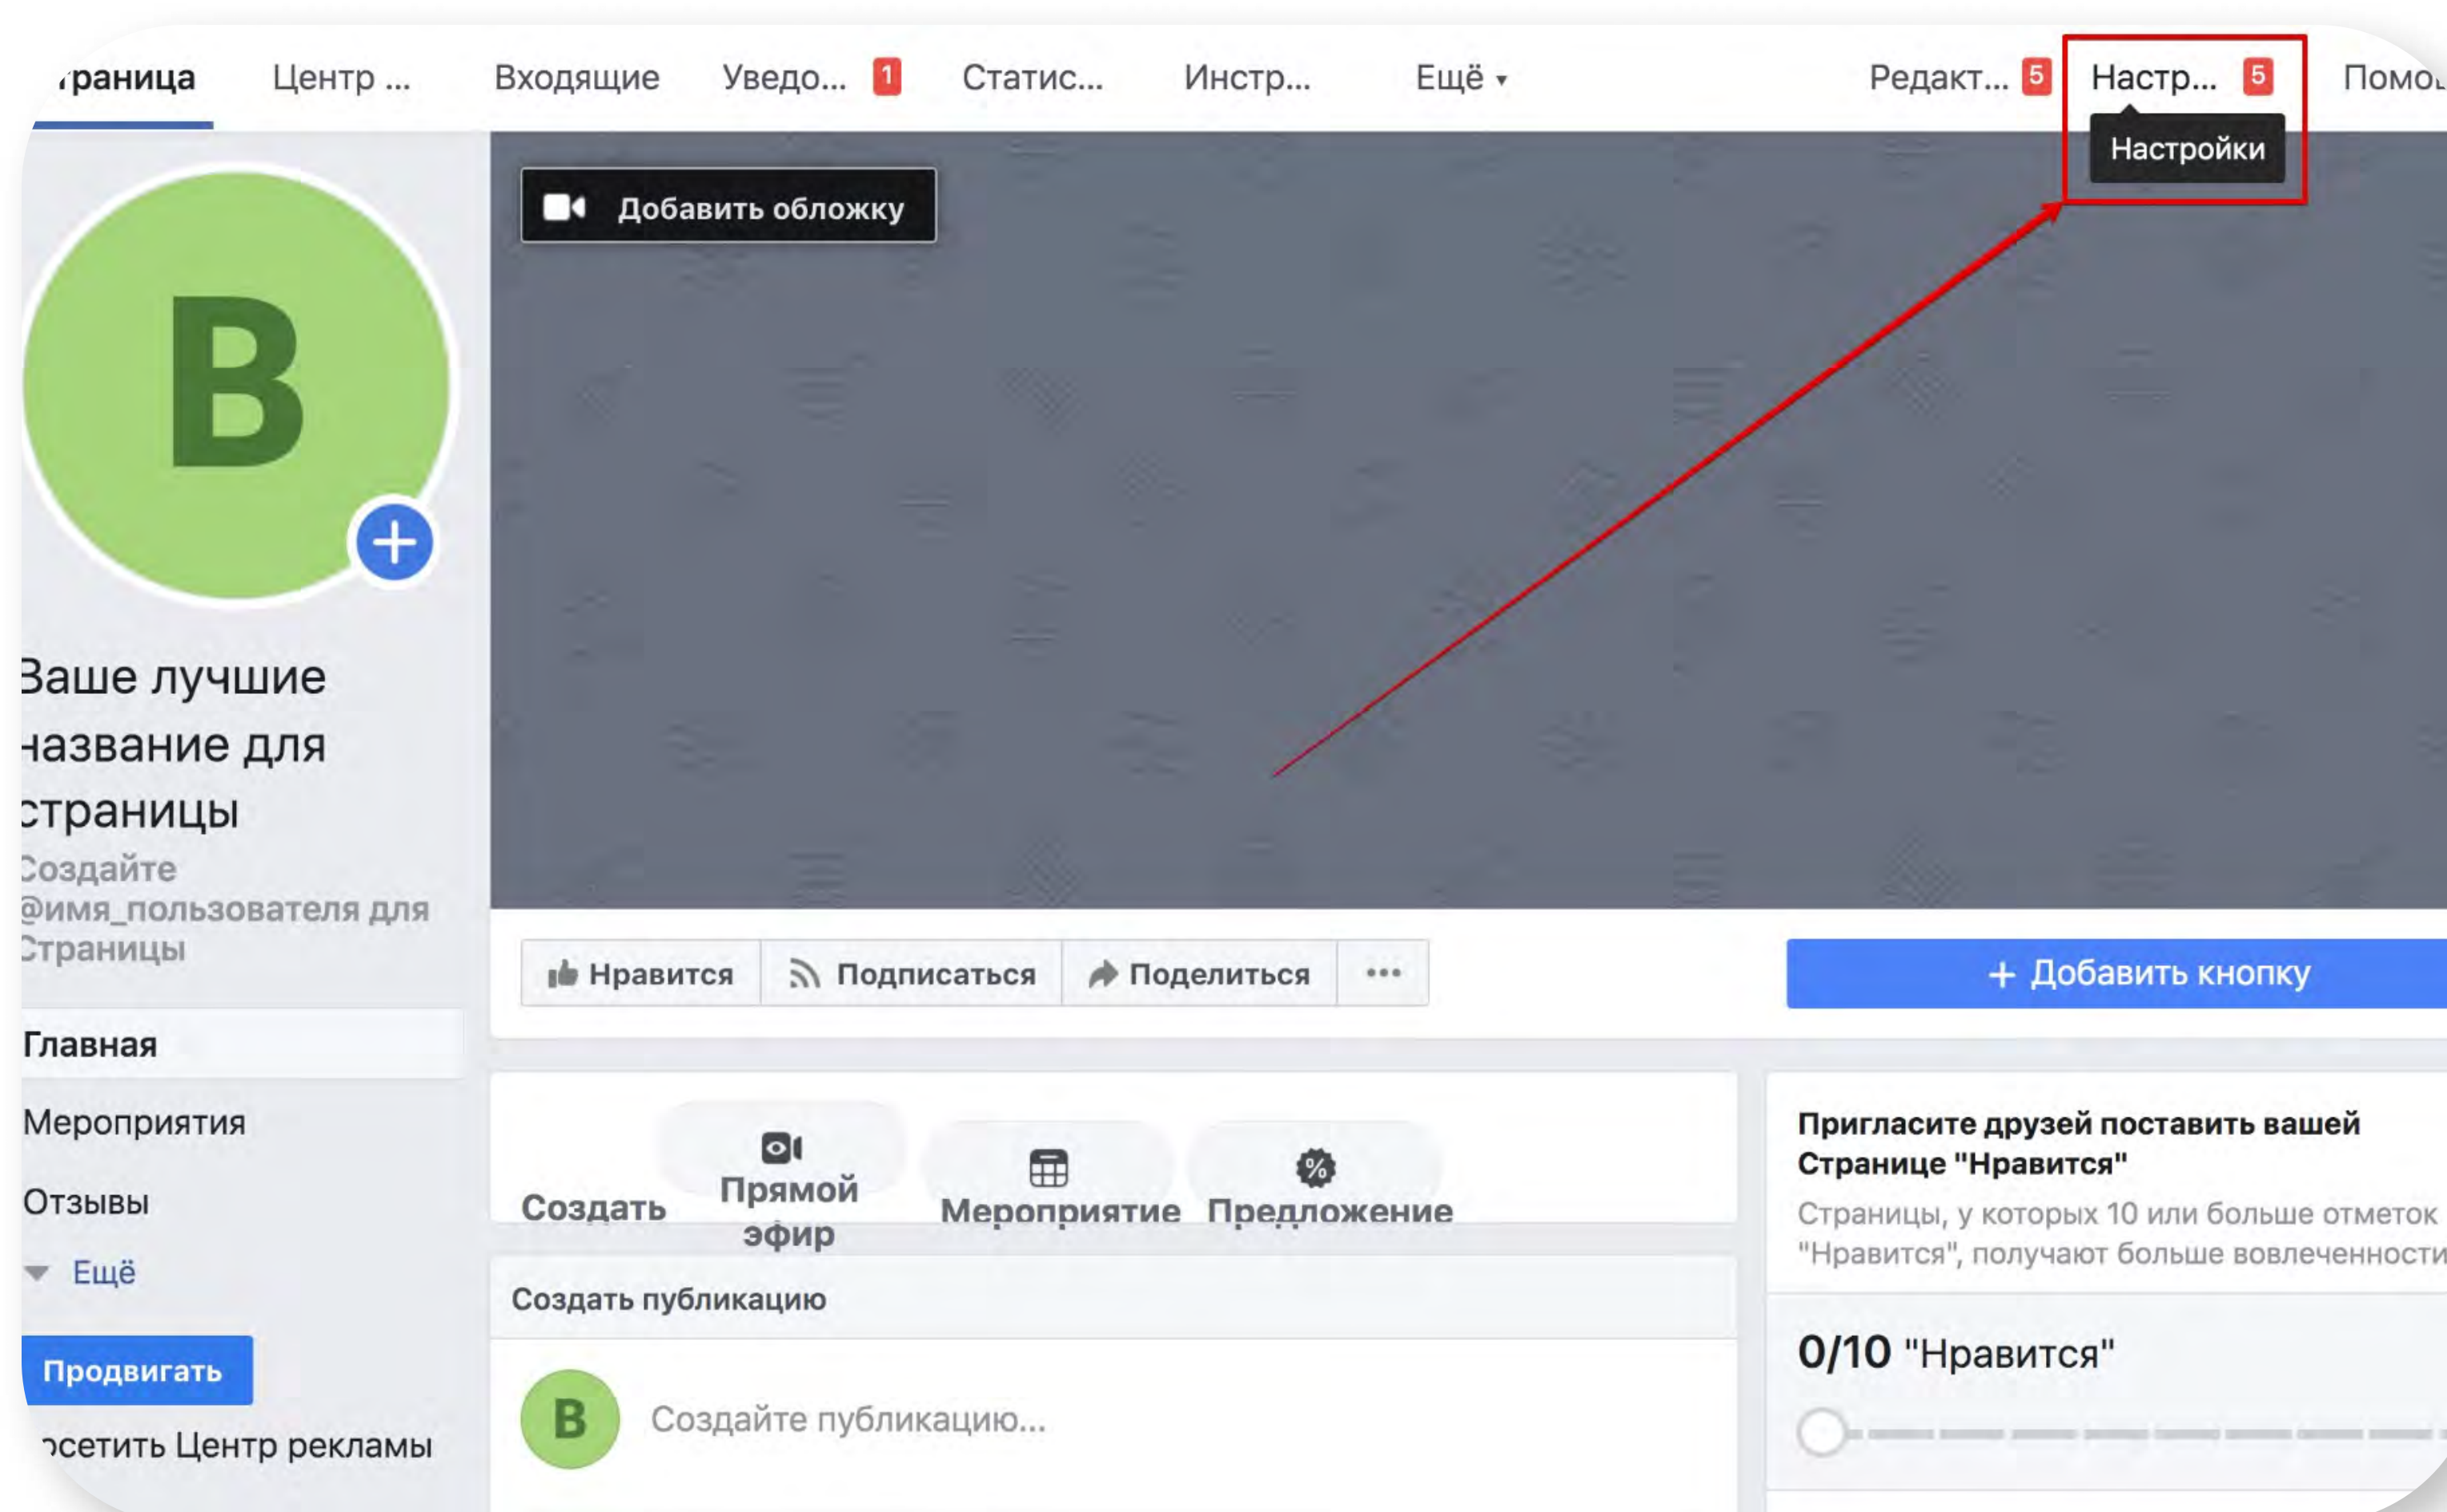 траница Центр ... Входящие Уведо... 1 Статис... Инстр... Ещё Редакт... 5 Настр... 5 Помо
Настройки
Добавить обложку
B
Ваше лучшие
название для
страницы
Создайте
@имя_пользователя для
Страницы
Нравится Подписаться Поделиться ... + Добавить кнопку
Главная
Мероприятия
Отзывы
Ещё
Продвигать
осетить Центр рекламы
Создать Прямой эфир Мероприятие Предложение
Создать публикацию
B Создайте публикацию...
Пригласите друзей поставить вашей
Странице "Нравится"
Страницы, у которых 10 или больше отметок
"Нравится", получают больше вовлеченности
0/10 "Нравится"